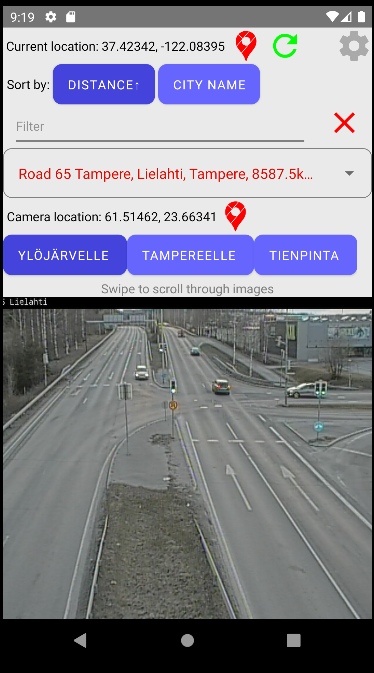 9:19
Current location: 37.42342, -122.08395
Sort by: DISTANCE↑ CITY NAME
Filter
Road 65 Tampere, Lielahti, Tampere, 8587.5k...
Camera location: 61.51462, 23.66341
YLÖJÄRVELLE TAMPEREELLE TIENPINTA
Swipe to scroll through images
Lielahti